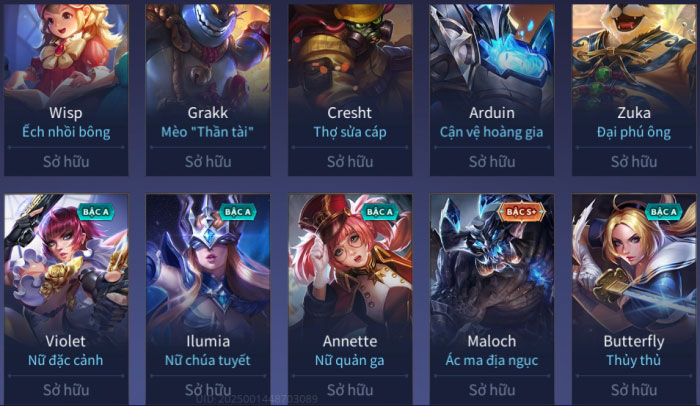 Wisp
Ếch nhồi bông
Sở hữu
Grakk
Mèo "Thần tài"
Sở hữu
Cresht
Thợ sửa cáp
Sở hữu
Arduin
Cận vệ hoàng gia
Sở hữu
Zuka
Đại phú ông
Sở hữu
BẬC A
Violet
Nữ đặc cảnh
Sở hữu
BẬC A
Ilumia
Nữ chúa tuyết
Sở hữu
BẬC A
Annette
Nữ quản ga
Sở hữu
BẬC S+
Maloch
Ác ma địa ngục
Sở hữu
BẬC A
Butterfly
Thủy thủ
Sở hữu
UID-2025001448703089